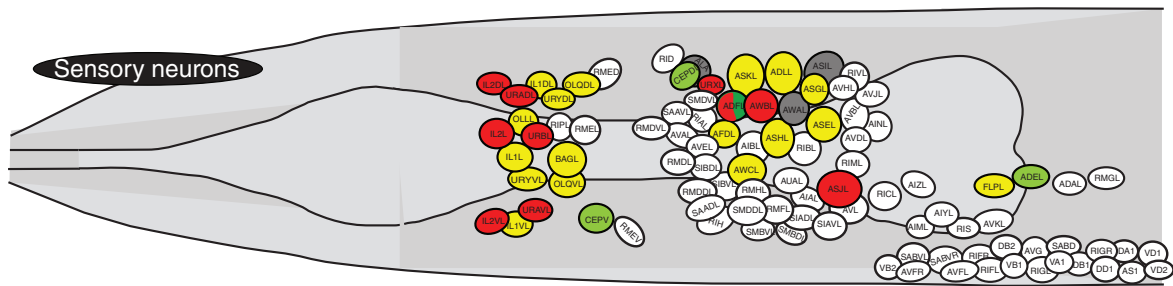 Sensory neurons
IL2DL
URADL
IL1DL
URYDL
OLQDL
RMED
OLLL
IL2L
URBL
RIPL
RMEL
IL1L
BAGL
URYVL
OLQVL
IL2VL
IL1VL
URAVL
CEPV
RMEV
RID
ALA
URXL
ASKL
ADLL
ASIL
RIVL
ASGL
AVHL
AVJL
SMDVL
AWBL
AWAL
AVBL
AINL
SAAVL
RIAL
RMDVL
AVAL
AFDL
AIBL
ASHL
RIBL
ASEL
AVDL
AVEL
RMDL
SIBDL
SIBVL
AWCL
RIML
RMDDL
RMHL
AUAL
AIAL
ASJL
RICL
AIZL
SAADL
RIH
SMDDL
RMFL
SIADL
AVL
SMBVL
SMBDL
SIAVL
AIML
AIYL
RIS
AVKL
FLPL
ADEL
ADAL
RMGL
VB2
SABVL
AVFR
SABVR
AVFL
RIFR
RIFL
DB2
VB1
AVG
RIGL
SABD
VA1
DB1
RIGR
DD1
DA1
AS1
VD1
VD2